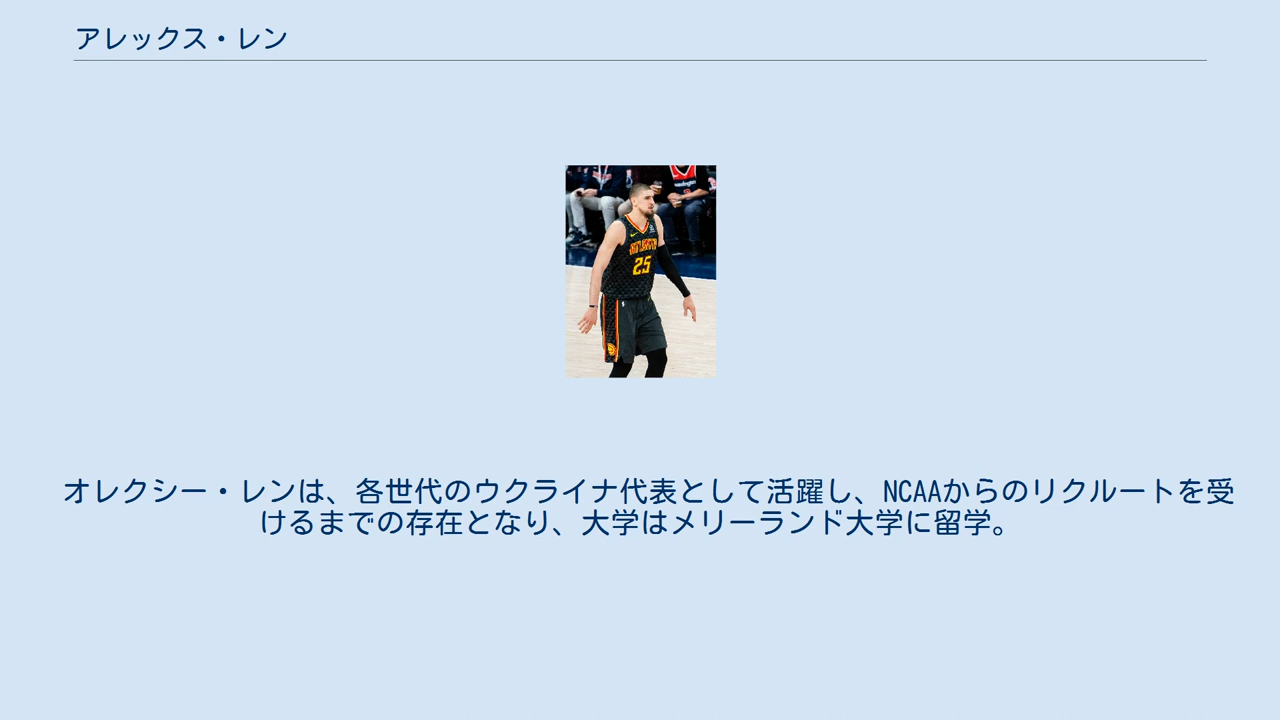 アレックス・レン
25
オレクシー・レンは、各世代のウクライナ代表として活躍し、NCAAからのリクルートを受
けるまでの存在となり、大学はメリーランド大学に留学。